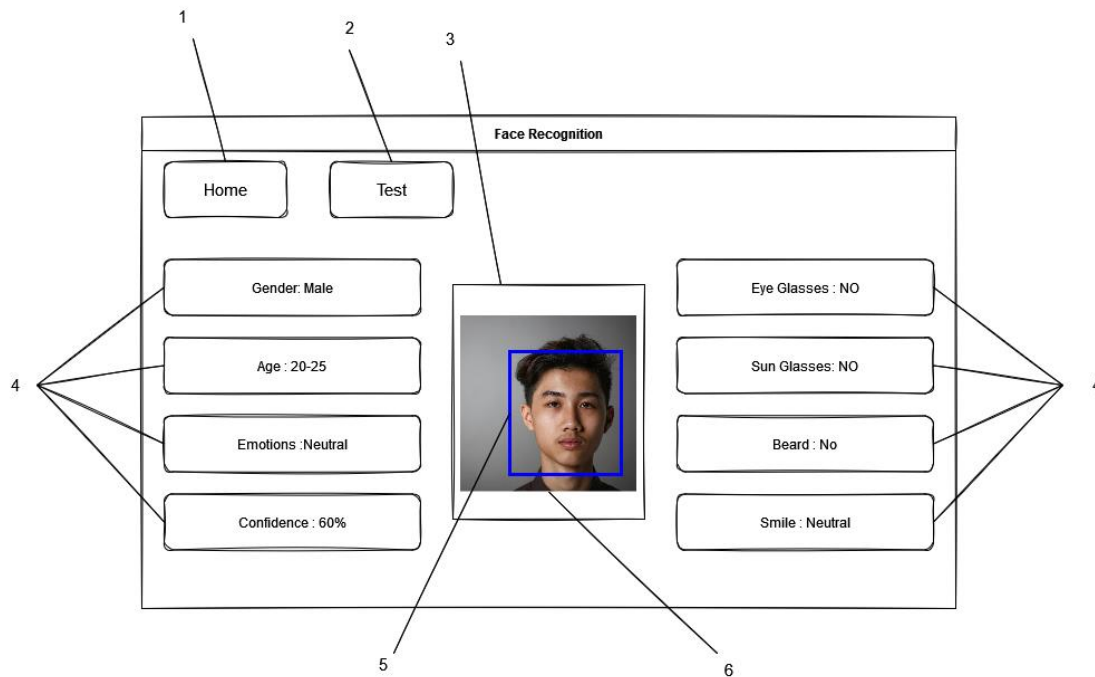 1
2
3
Face Recognition
Home
Test
Gender: Male
Eye Glasses : NO
Age : 20-25
Sun Glasses: NO
4
Emotions :Neutral
Beard : No
Confidence : 60%
Smile : Neutral
5
6